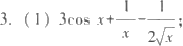 3. (1) 3cos x + 1/x − 1/(2√x);